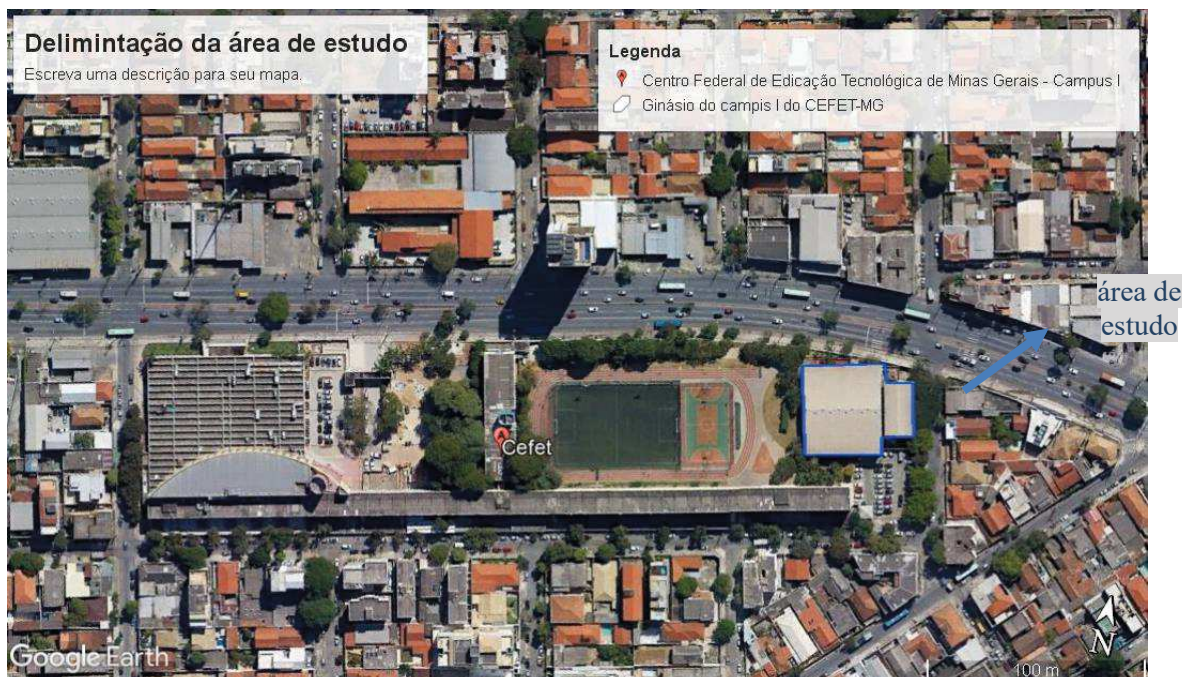 Delimintação da área de estudo
Escreva uma descrição para seu mapa.
Legenda
Centro Federal de Edicação Tecnológica de Minas Gerais - Campus I
Ginásio do campis I do CEFET-MG
área de
estudo
A
Cefet
Google Earth
N
100 m